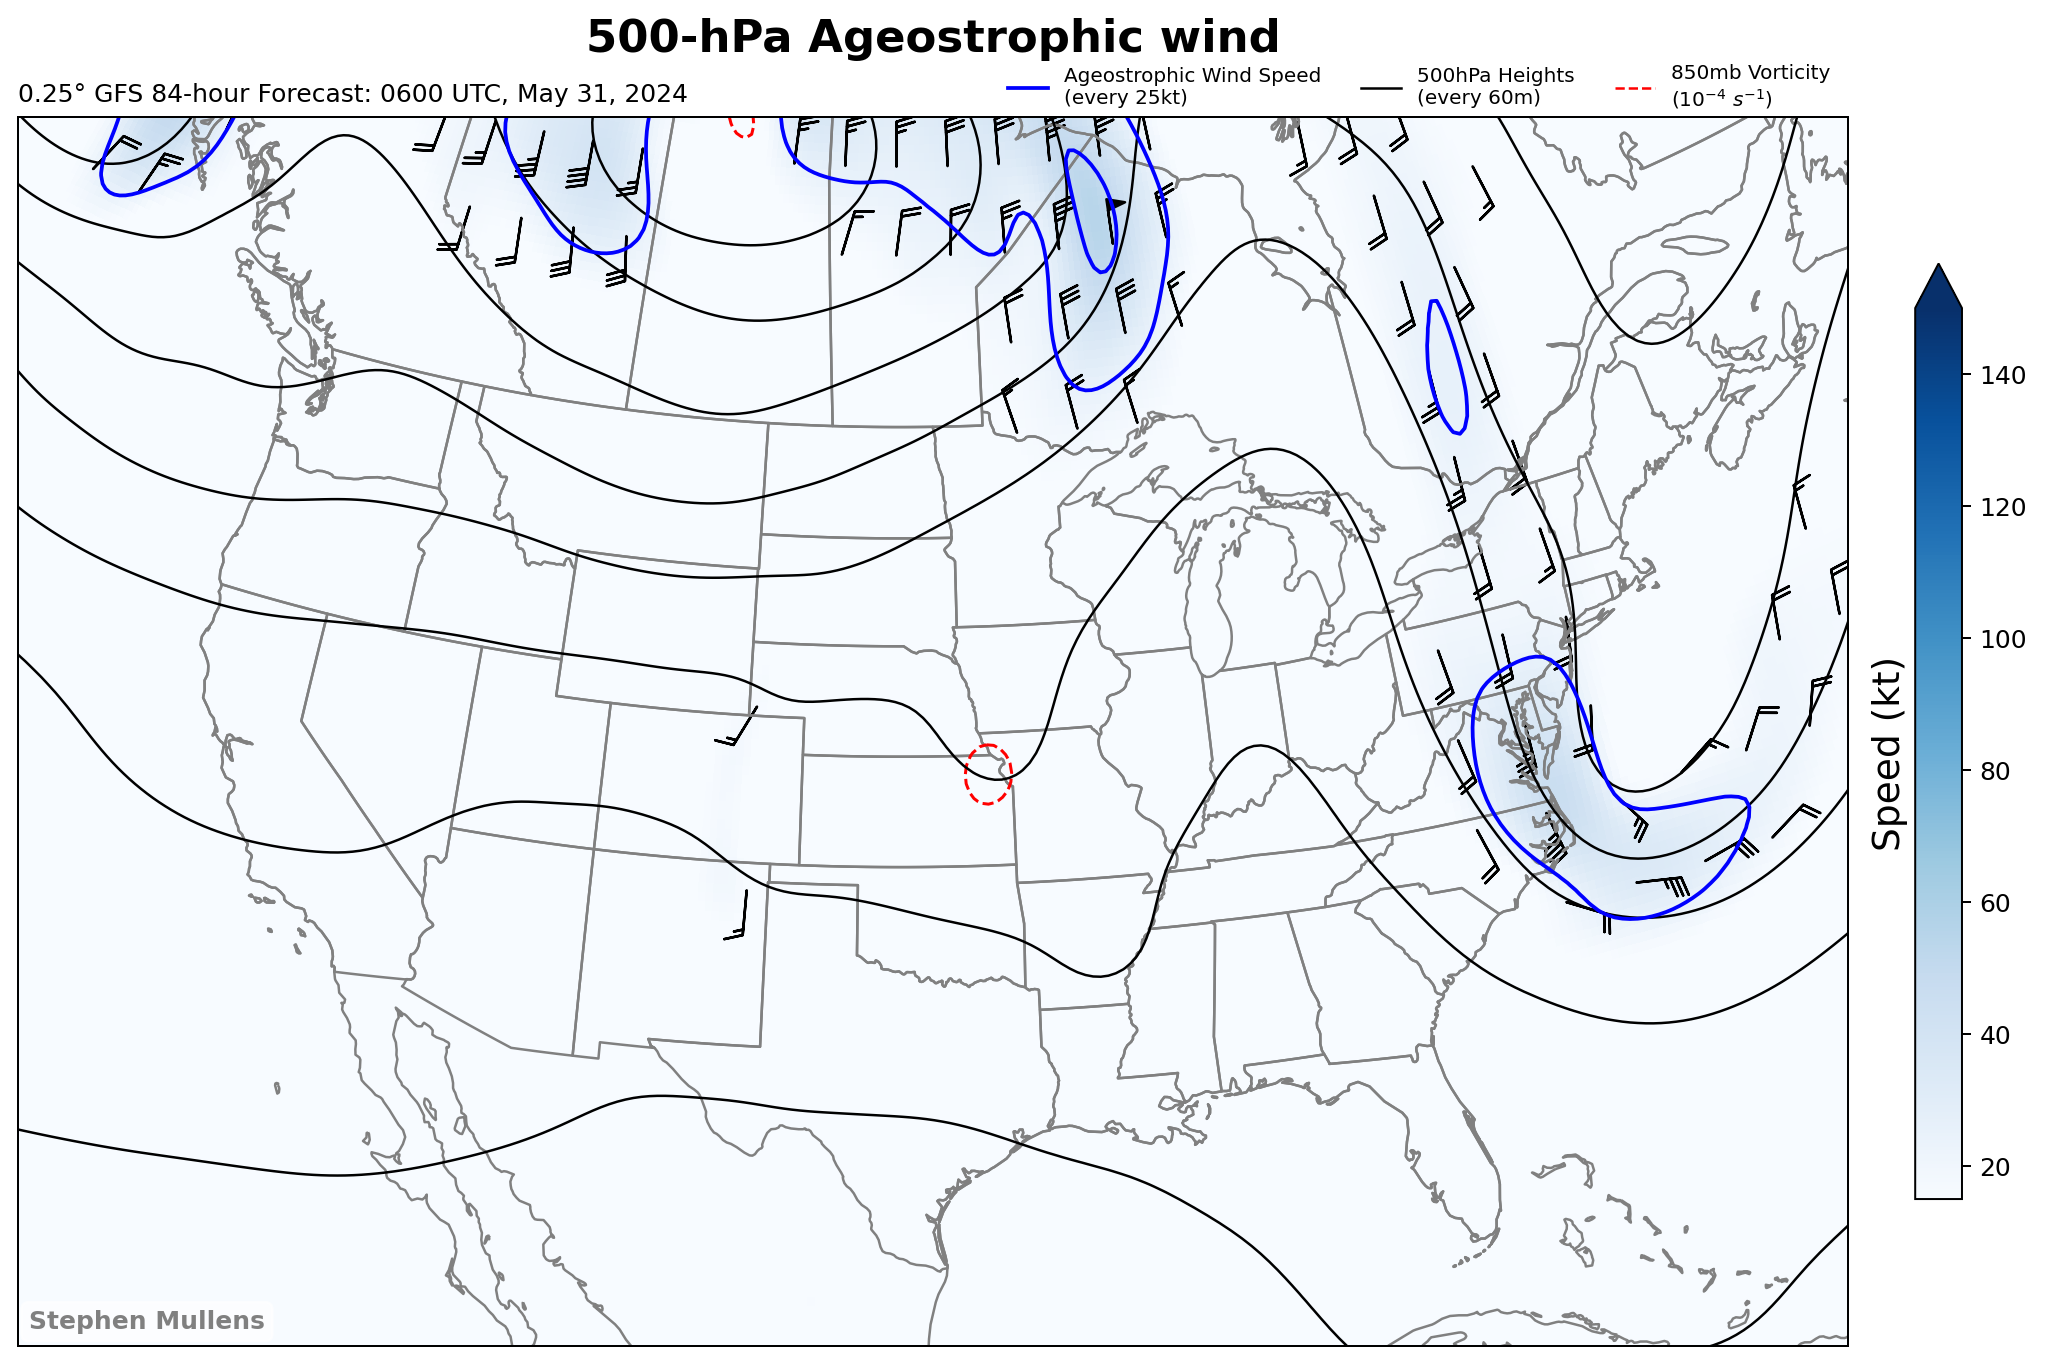 500-hPa Ageostrophic wind
0.25° GFS 84-hour Forecast: 0600 UTC, May 31, 2024
Ageostrophic Wind Speed
(every 25kt)
500hPa Heights
(every 60m)
850mb Vorticity
(10⁻⁴ s⁻¹)
140
120
100
80
60
40
20
Speed (kt)
Stephen Mullens